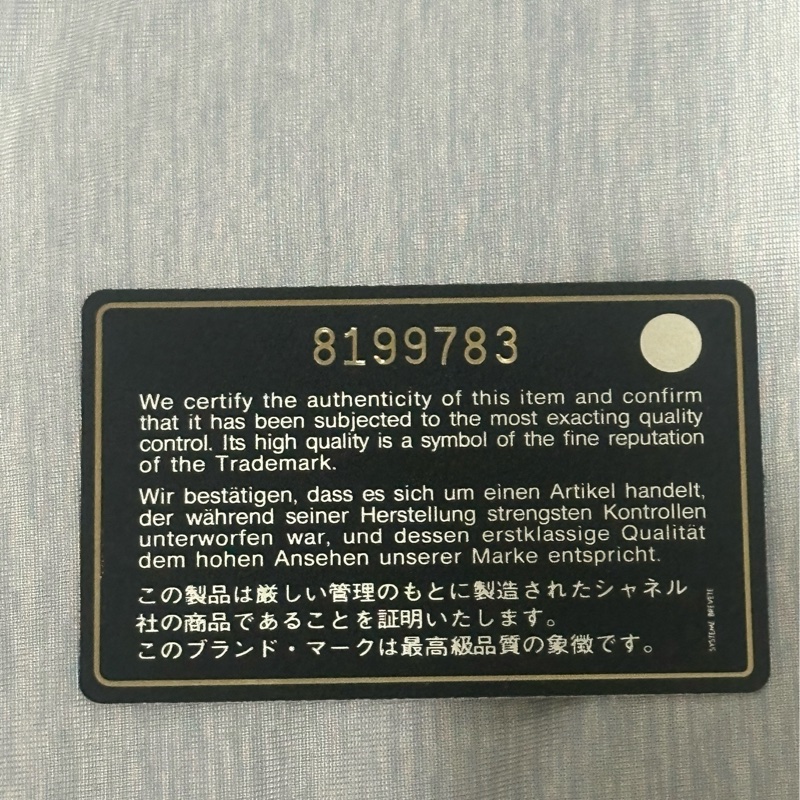 8199783
We certify the authenticity of this item and confirm
that it has been subjected to the most exacting quality
control. Its high quality is a symbol of the fine reputation
of the Trademark.
Wir bestätigen, dass es sich um einen Artikel handelt,
der während seiner Herstellung strengsten Kontrollen
unterworfen war, und dessen erstklassige Qualität
dem hohen Ansehen unserer Marke entspricht.
この製品は厳しい管理のもとに製造されたシャネル
社の商品であることを証明いたします。
このブランド・マークは最高級品質の象徴です。
SYSTEME BREVETE